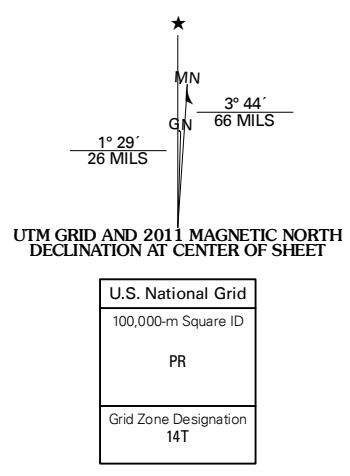 ★
MN
3° 44´
66 MILS
GN
1° 29´
26 MILS
UTM GRID AND 2011 MAGNETIC NORTH
DECLINATION AT CENTER OF SHEET
U.S. National Grid
100,000-m Square ID
PR
Grid Zone Designation
14T